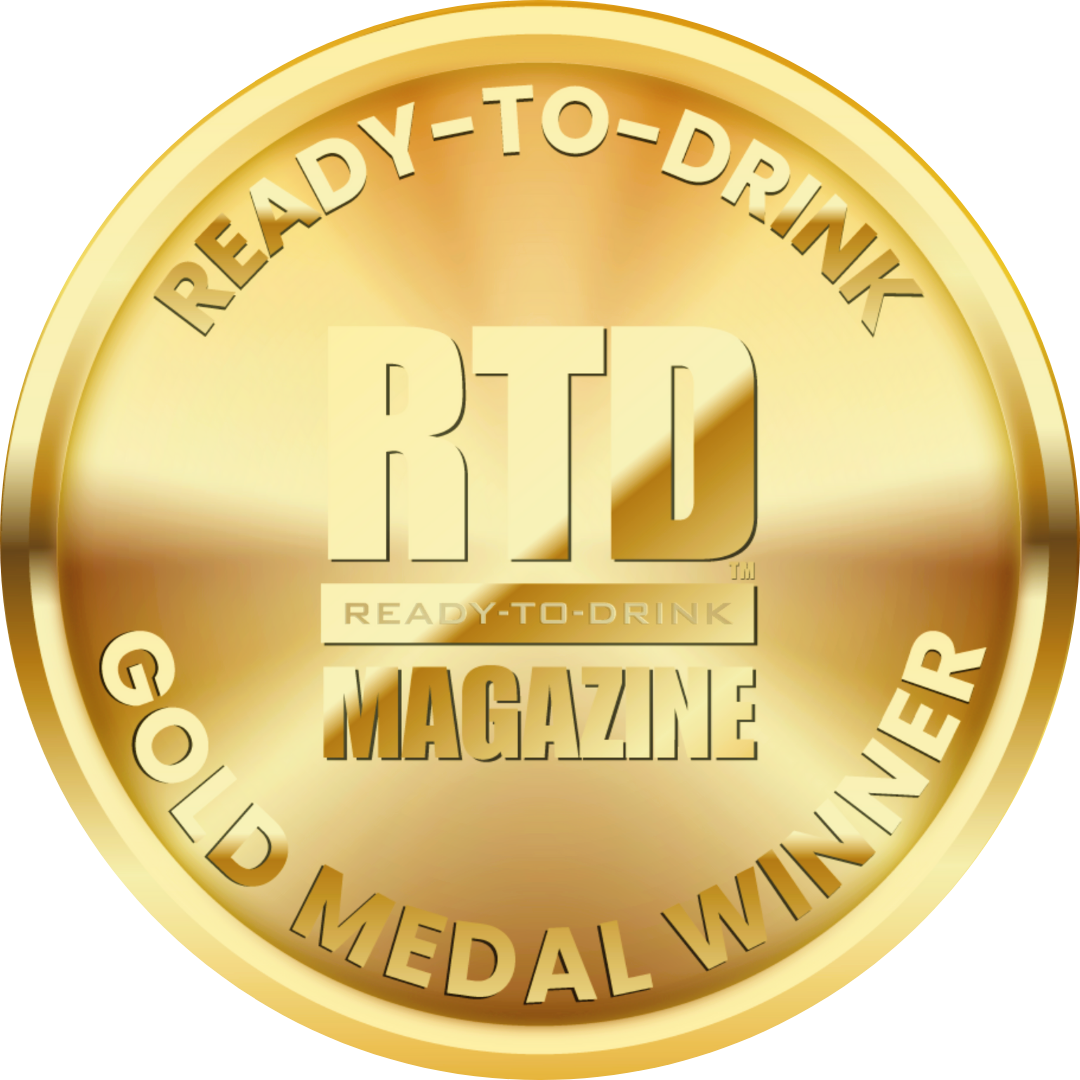 READY-TO-DRINK
RTD
™
READY-TO-DRINK
MAGAZINE
GOLD MEDAL WINNER